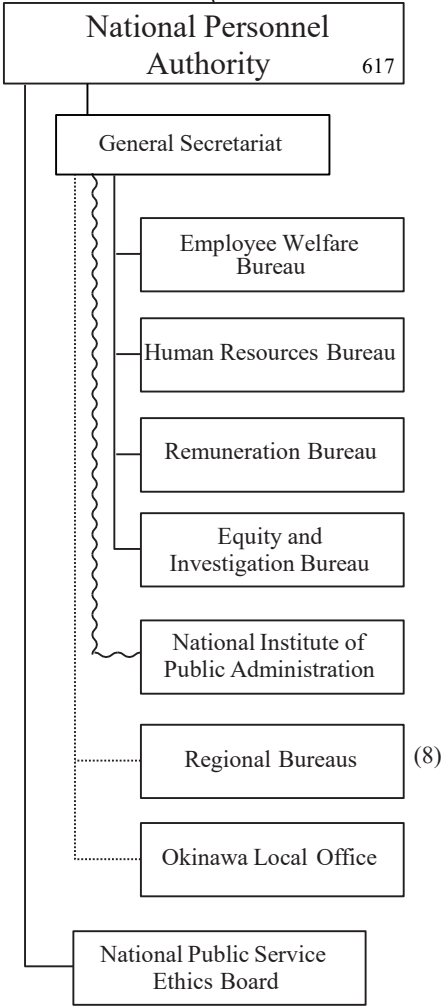 National Personnel
Authority 617
General Secretariat
Employee Welfare
Bureau
Human Resources Bureau
Remuneration Bureau
Equity and
Investigation Bureau
National Institute of
Public Administration
Regional Bureaus (8)
Okinawa Local Office
National Public Service
Ethics Board